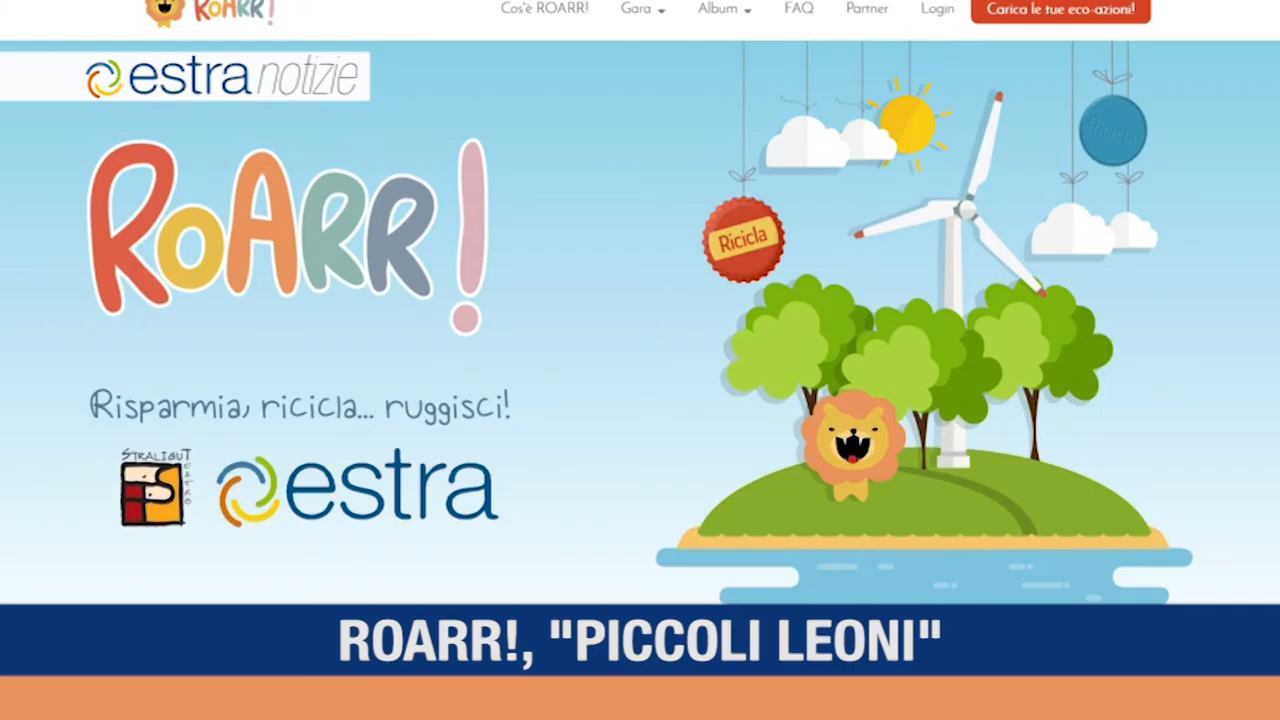 ROARR!
Cos'è ROARR! Gara Album FAQ Partner Login Carica le tue eco-azioni!
estra notizie
ROARR!
Ricicla
Ricicla
Risparmia, ricicla... ruggisci!
STRALIGUT TEATRO
estra
ROARR!, "PICCOLI LEONI"